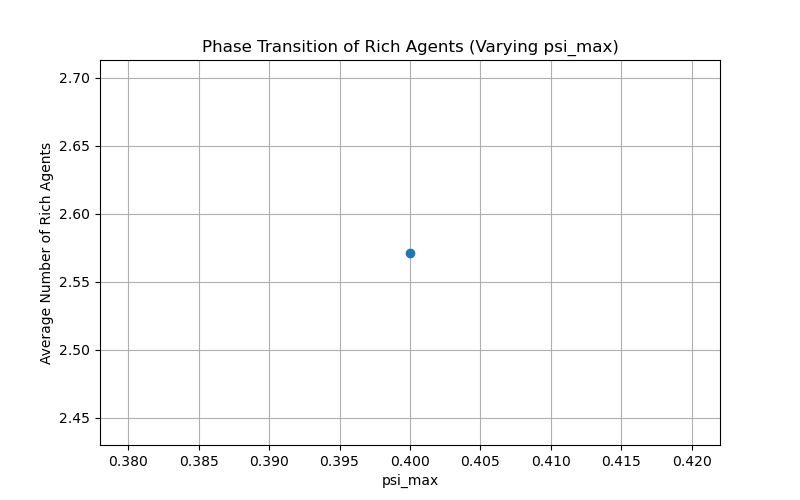 Phase Transition of Rich Agents (Varying psi_max)
2.70
2.65
2.60
2.55
2.50
2.45
Average Number of Rich Agents
0.380 0.385 0.390 0.395 0.400 0.405 0.410 0.415 0.420
psi_max